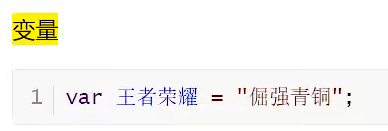 变量
1 var 王者荣耀 = "倔强青铜";